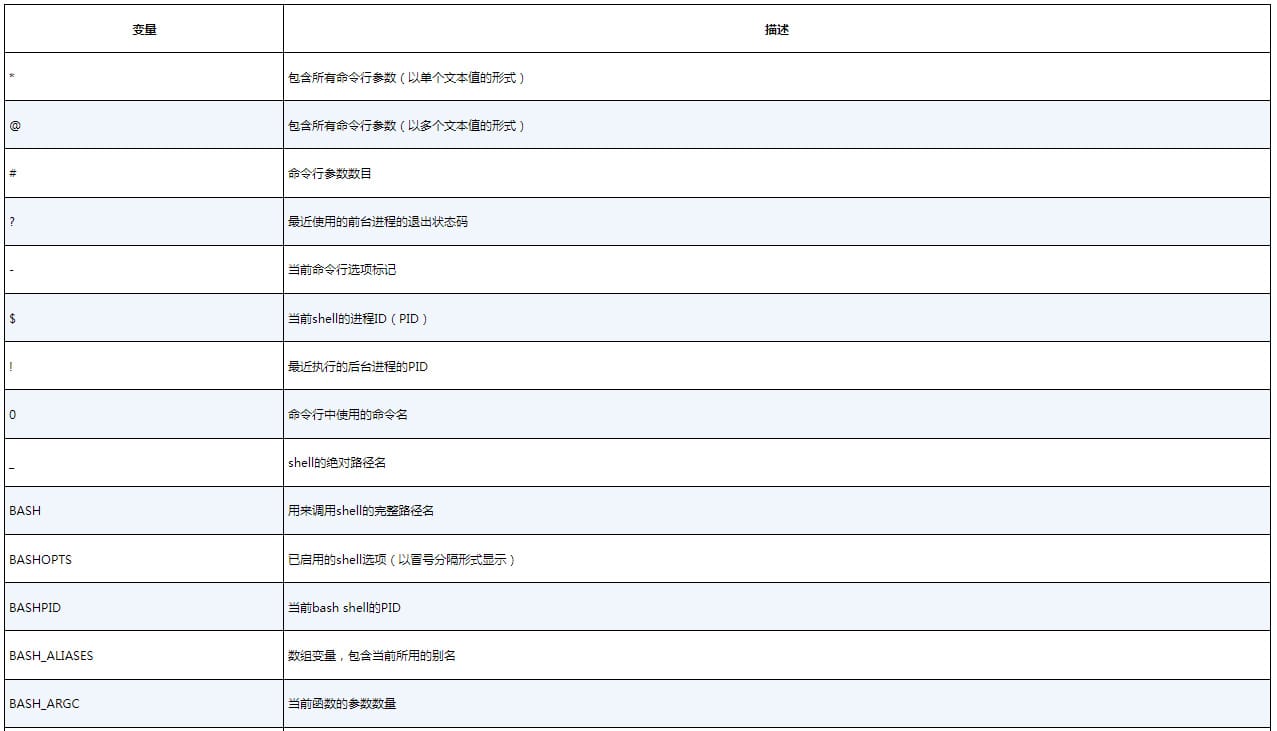 变量 描述
* 包含所有命令行参数（以单个文本值的形式）
@ 包含所有命令行参数（以多个文本值的形式）
# 命令行参数数目
? 最近使用的前台进程的退出状态码
- 当前命令行选项标记
$ 当前shell的进程ID（PID）
! 最近执行的后台进程的PID
0 命令行中使用的命令名
_ shell的绝对路径名
BASH 用来调用shell的完整路径名
BASHOPTS 已启用的shell选项（以冒号分隔形式显示）
BASHPID 当前bash shell的PID
BASH_ALIASES 数组变量，包含当前所用的别名
BASH_ARGC 当前函数的参数数量